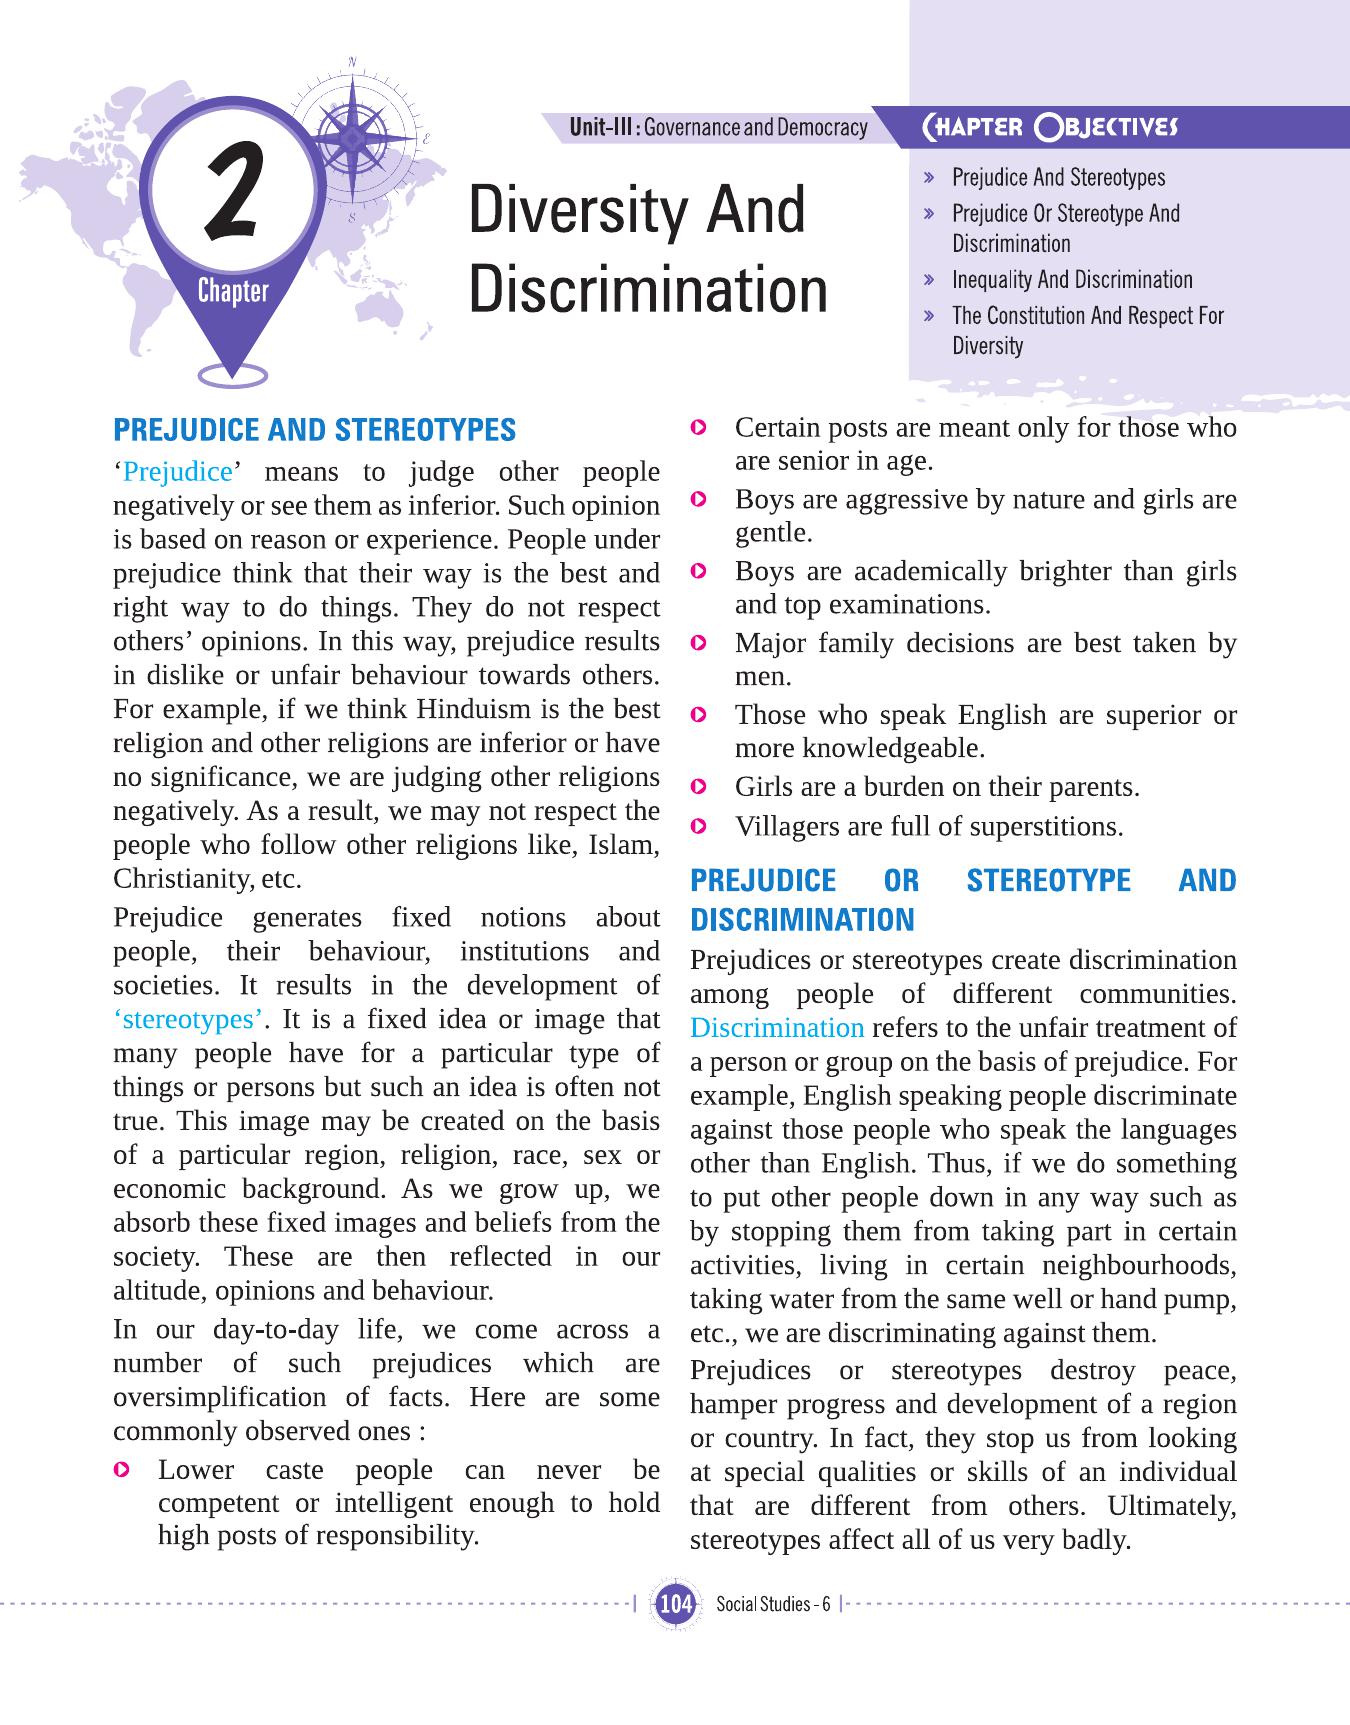 N
E
S
2
Chapter
Unit-III : Governance and Democracy
Diversity And
Discrimination
CHAPTER OBJECTIVES
» Prejudice And Stereotypes
» Prejudice Or Stereotype And
Discrimination
» Inequality And Discrimination
» The Constitution And Respect For
Diversity
PREJUDICE AND STEREOTYPES
‘Prejudice’ means to judge other people
negatively or see them as inferior. Such opinion
is based on reason or experience. People under
prejudice think that their way is the best and
right way to do things. They do not respect
others’ opinions. In this way, prejudice results
in dislike or unfair behaviour towards others.
For example, if we think Hinduism is the best
religion and other religions are inferior or have
no significance, we are judging other religions
negatively. As a result, we may not respect the
people who follow other religions like, Islam,
Christianity, etc.
Prejudice generates fixed notions about
people, their behaviour, institutions and
societies. It results in the development of
‘stereotypes’. It is a fixed idea or image that
many people have for a particular type of
things or persons but such an idea is often not
true. This image may be created on the basis
of a particular region, religion, race, sex or
economic background. As we grow up, we
absorb these fixed images and beliefs from the
society. These are then reflected in our
altitude, opinions and behaviour.
In our day-to-day life, we come across a
number of such prejudices which are
oversimplification of facts. Here are some
commonly observed ones :
Lower caste people can never be
competent or intelligent enough to hold
high posts of responsibility.
Certain posts are meant only for those who
are senior in age.
Boys are aggressive by nature and girls are
gentle.
Boys are academically brighter than girls
and top examinations.
Major family decisions are best taken by
men.
Those who speak English are superior or
more knowledgeable.
Girls are a burden on their parents.
Villagers are full of superstitions.
PREJUDICE OR STEREOTYPE AND
DISCRIMINATION
Prejudices or stereotypes create discrimination
among people of different communities.
Discrimination refers to the unfair treatment of
a person or group on the basis of prejudice. For
example, English speaking people discriminate
against those people who speak the languages
other than English. Thus, if we do something
to put other people down in any way such as
by stopping them from taking part in certain
activities, living in certain neighbourhoods,
taking water from the same well or hand pump,
etc., we are discriminating against them.
Prejudices or stereotypes destroy peace,
hamper progress and development of a region
or country. In fact, they stop us from looking
at special qualities or skills of an individual
that are different from others. Ultimately,
stereotypes affect all of us very badly.
104 Social Studies - 6